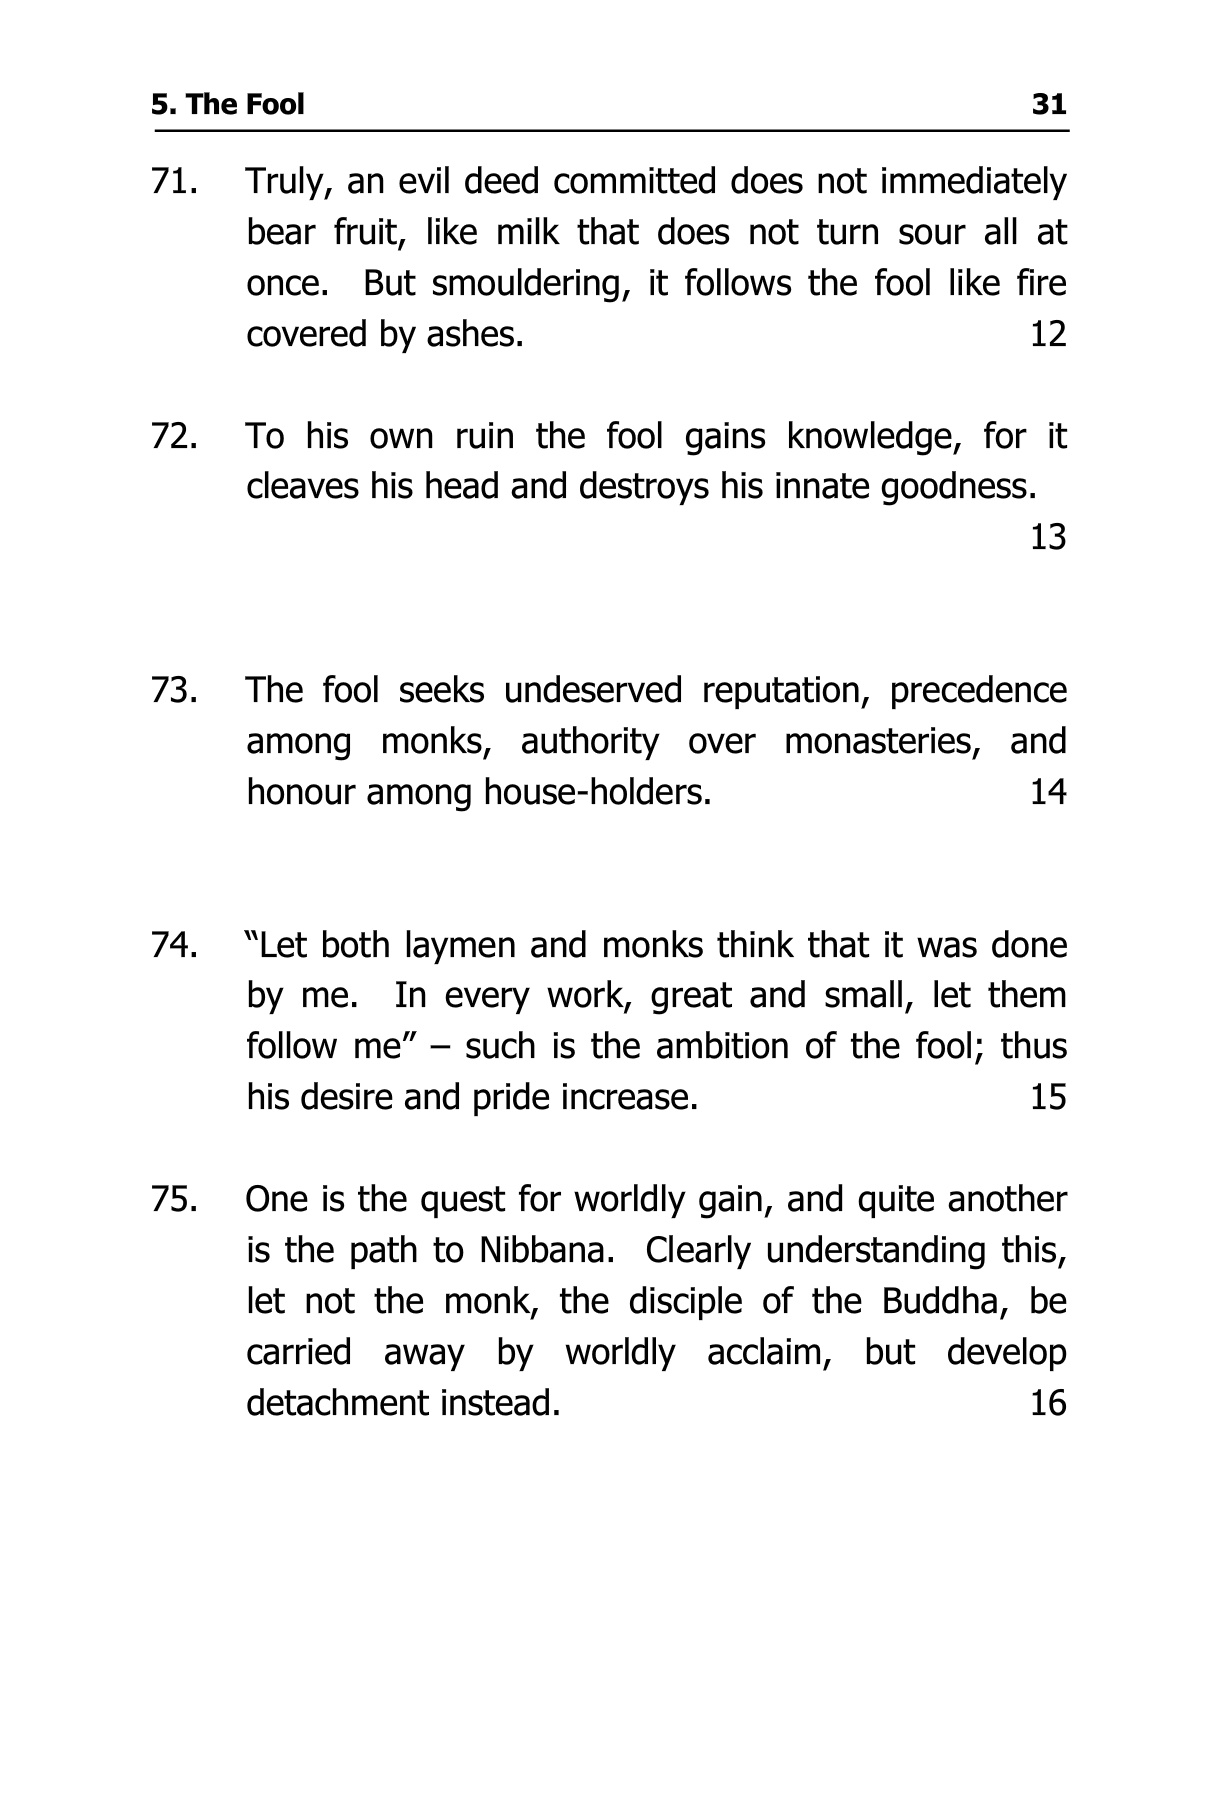 5. The Fool 31
71. Truly, an evil deed committed does not immediately
bear fruit, like milk that does not turn sour all at
once. But smouldering, it follows the fool like fire
covered by ashes. 12
72. To his own ruin the fool gains knowledge, for it
cleaves his head and destroys his innate goodness.
13
73. The fool seeks undeserved reputation, precedence
among monks, authority over monasteries, and
honour among house-holders. 14
74. “Let both laymen and monks think that it was done
by me. In every work, great and small, let them
follow me” – such is the ambition of the fool; thus
his desire and pride increase. 15
75. One is the quest for worldly gain, and quite another
is the path to Nibbana. Clearly understanding this,
let not the monk, the disciple of the Buddha, be
carried away by worldly acclaim, but develop
detachment instead. 16